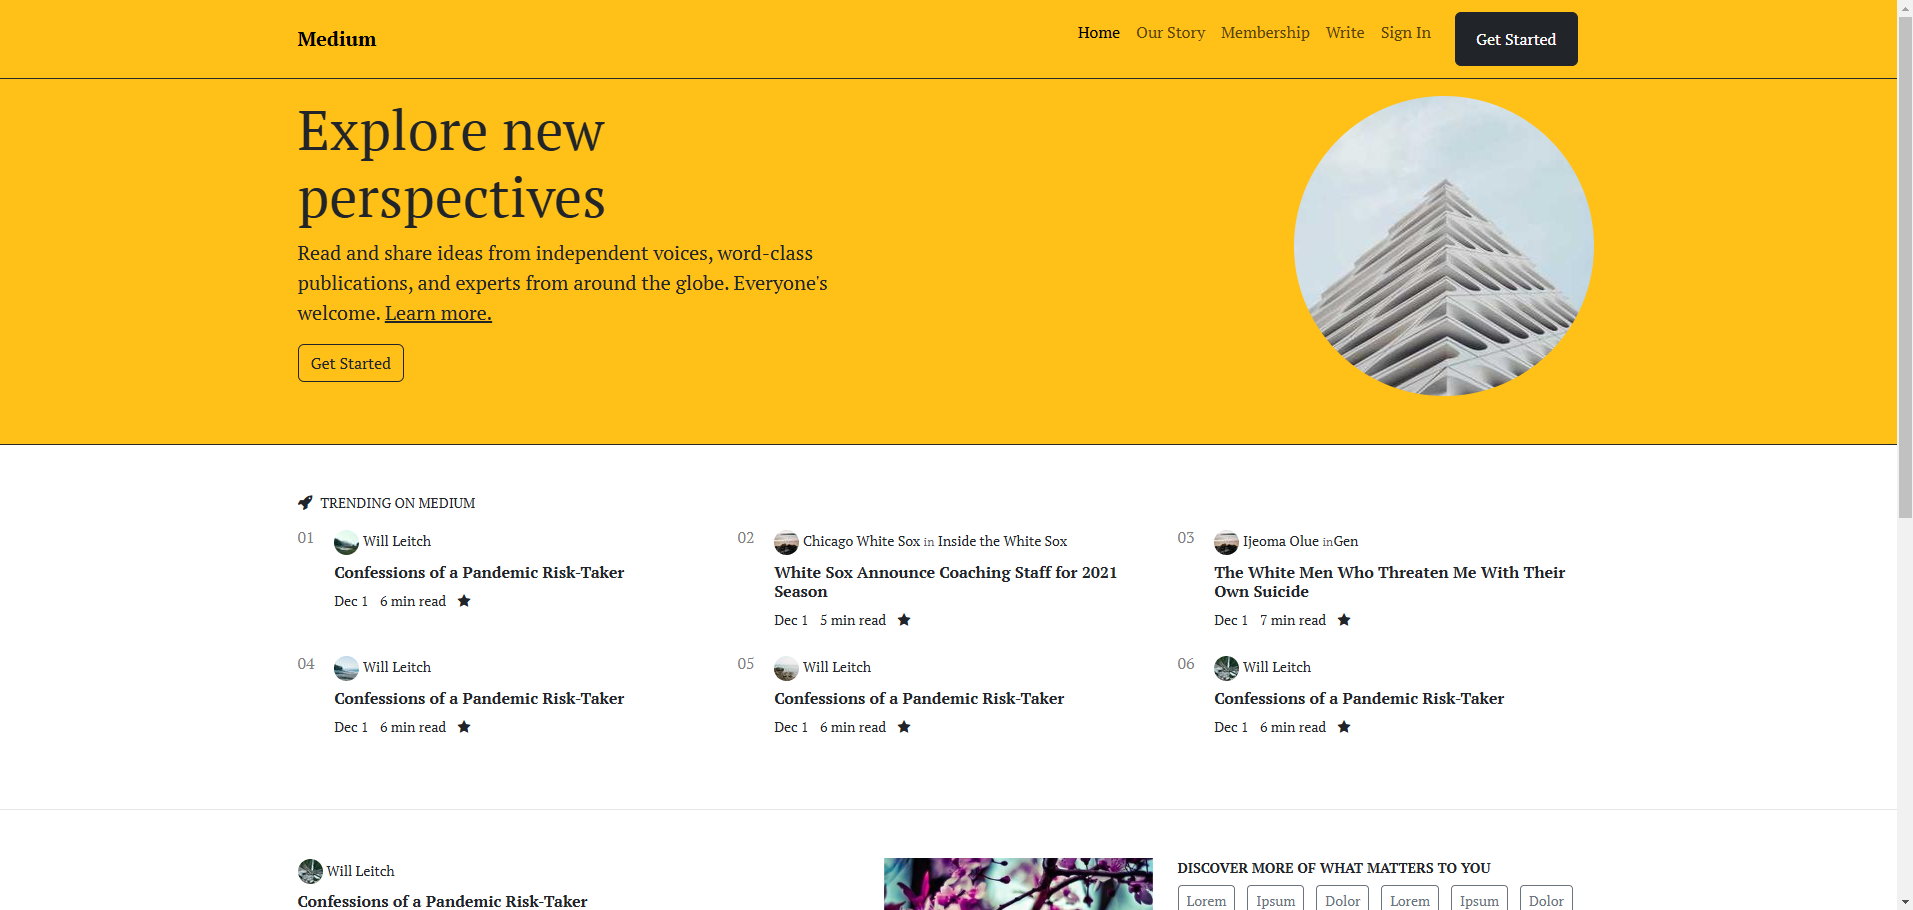 Medium
Home Our Story Membership Write Sign In Get Started
Explore new
perspectives
Read and share ideas from independent voices, word-class
publications, and experts from around the globe. Everyone's
welcome. Learn more.
Get Started
TRENDING ON MEDIUM
01 Will Leitch
Confessions of a Pandemic Risk-Taker
Dec 1 6 min read
02 Chicago White Sox in Inside the White Sox
White Sox Announce Coaching Staff for 2021
Season
Dec 1 5 min read
03 Ijeoma Olue inGen
The White Men Who Threaten Me With Their
Own Suicide
Dec 1 7 min read
04 Will Leitch
Confessions of a Pandemic Risk-Taker
Dec 1 6 min read
05 Will Leitch
Confessions of a Pandemic Risk-Taker
Dec 1 6 min read
06 Will Leitch
Confessions of a Pandemic Risk-Taker
Dec 1 6 min read
Will Leitch
Confessions of a Pandemic Risk-Taker
DISCOVER MORE OF WHAT MATTERS TO YOU
Lorem Ipsum Dolor Lorem Ipsum Dolor